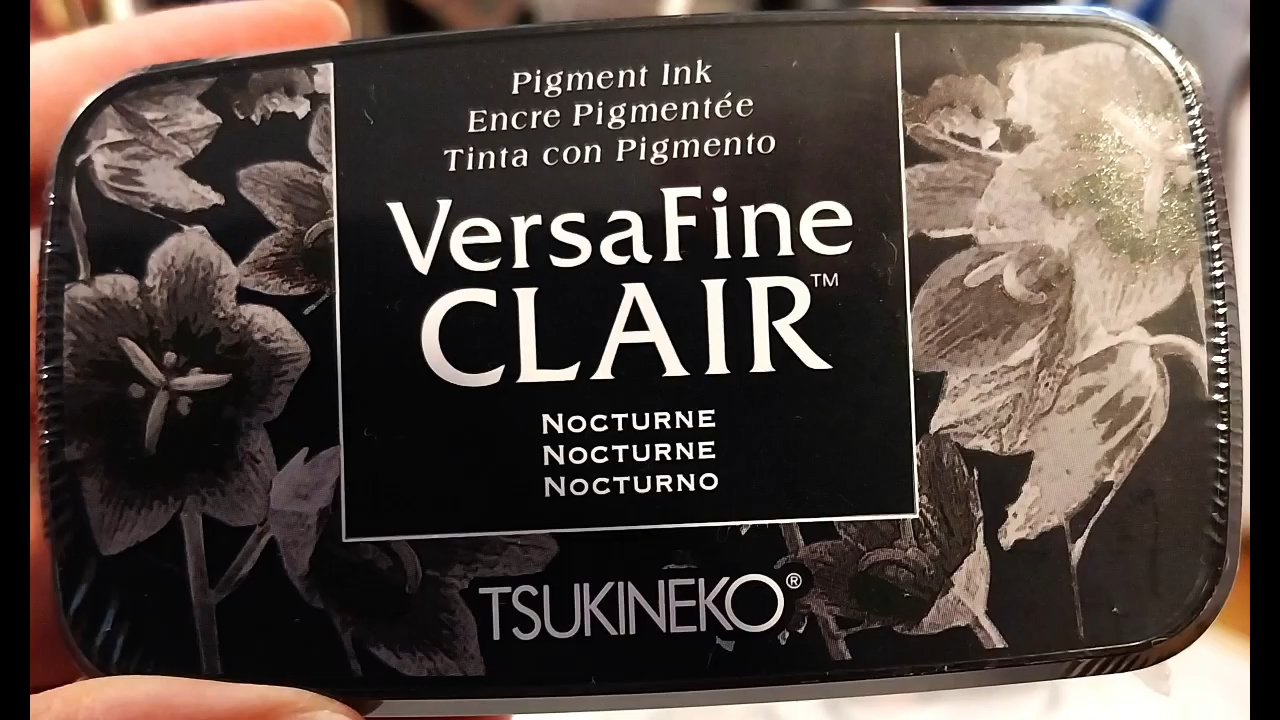 Pigment Ink
Encre Pigmentée
Tinta con Pigmento
VersaFine
CLAIR™
NOCTURNE
NOCTURNE
NOCTURNO
TSUKINEKO®